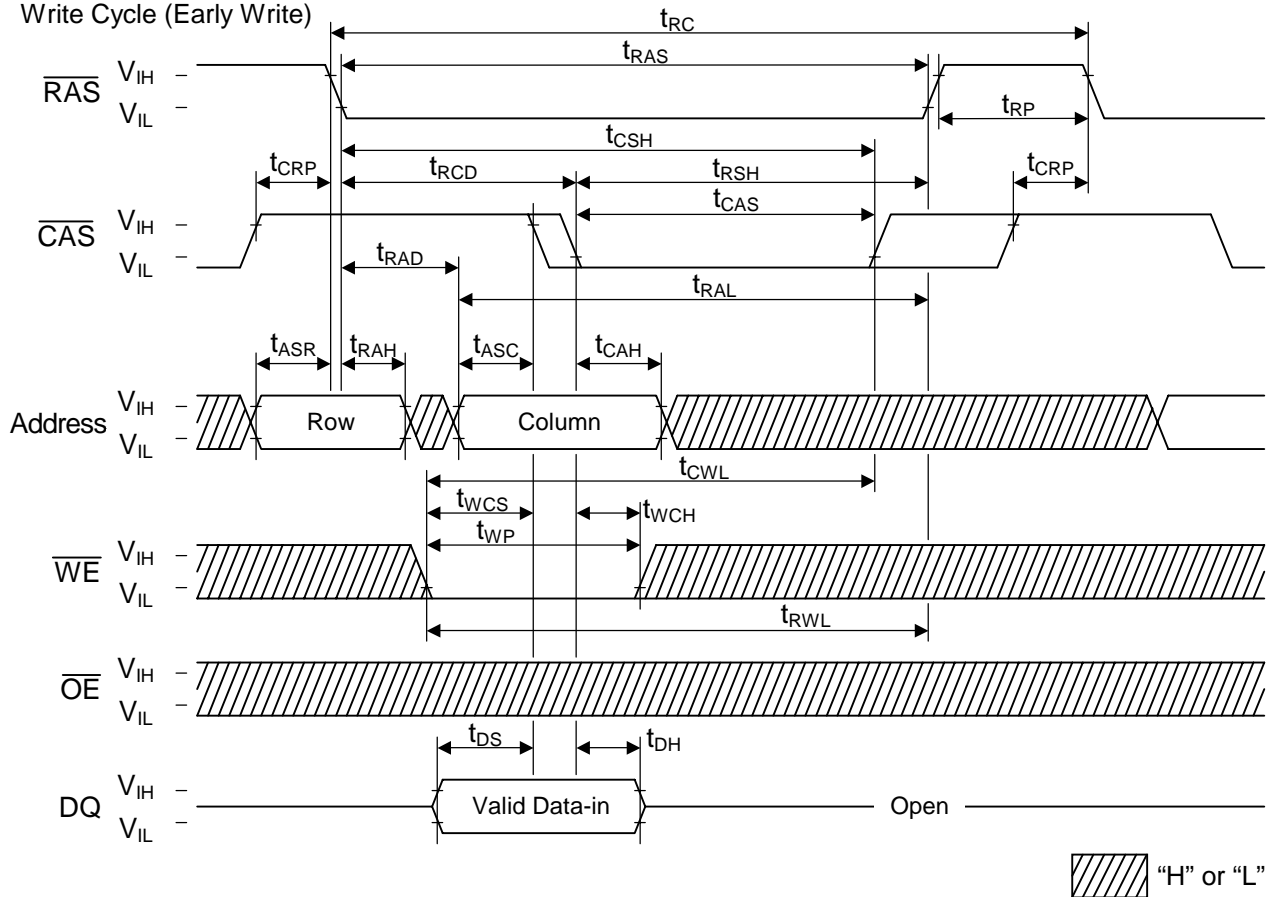 Write Cycle (Early Write)
tRC
tRAS
RAS VIH
VIL
tRP
tCSH
tCRP tRCD tRSH tCRP
tCAS
CAS VIH
VIL
tRAD
tRAL
tASR tRAH tASC tCAH
Address VIH
VIL
Row Column
tCWL
tWCS tWCH
tWP
WE VIH
VIL
tRWL
OE VIH
VIL
tDS tDH
DQ VIH
VIL
Valid Data-in Open
“H” or “L”